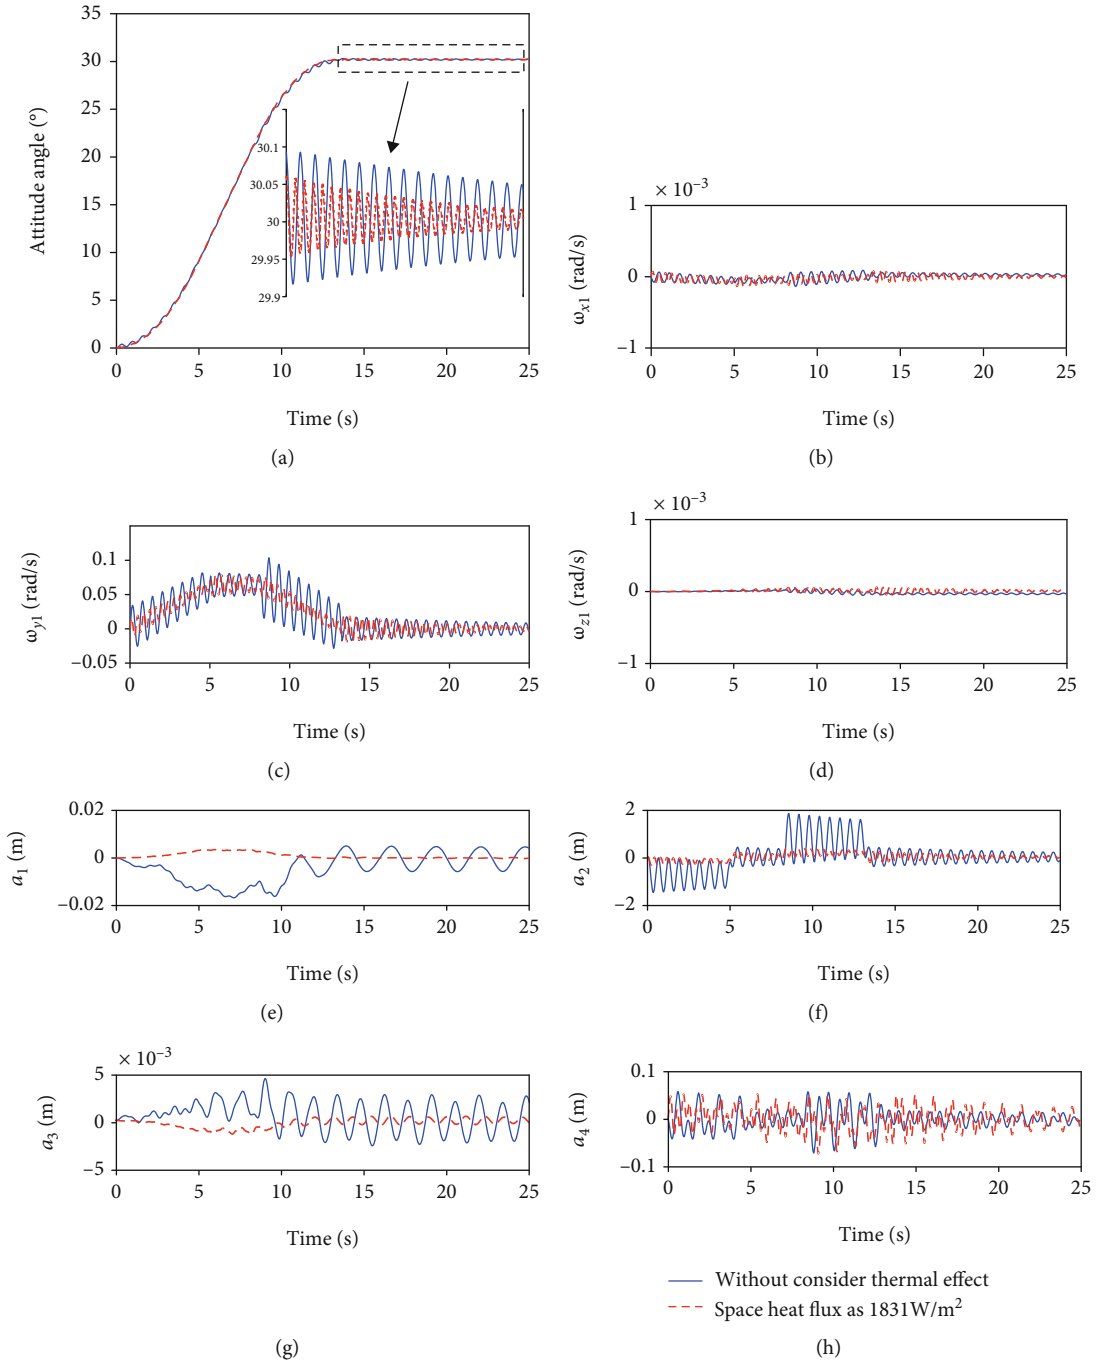 35
30
25
20
15
10
5
0
Attitude angle (°)
30.1
30.05
30
29.95
29.9
0 5 10 15 20 25
Time (s)
(a)
× 10⁻³
1
0
−1
ωx1 (rad/s)
0 5 10 15 20 25
Time (s)
(b)
0.1
0.05
0
−0.05
ωy1 (rad/s)
0 5 10 15 20 25
Time (s)
(c)
× 10⁻³
1
0
−1
ωz1 (rad/s)
0 5 10 15 20 25
Time (s)
(d)
0.02
0
−0.02
a1 (m)
0 5 10 15 20 25
Time (s)
(e)
2
0
−2
a2 (m)
0 5 10 15 20 25
Time (s)
(f)
× 10⁻³
5
0
−5
a3 (m)
0 5 10 15 20 25
Time (s)
(g)
0.1
0
−0.1
a4 (m)
0 5 10 15 20 25
Time (s)
Without consider thermal effect
Space heat flux as 1831W/m²
(h)